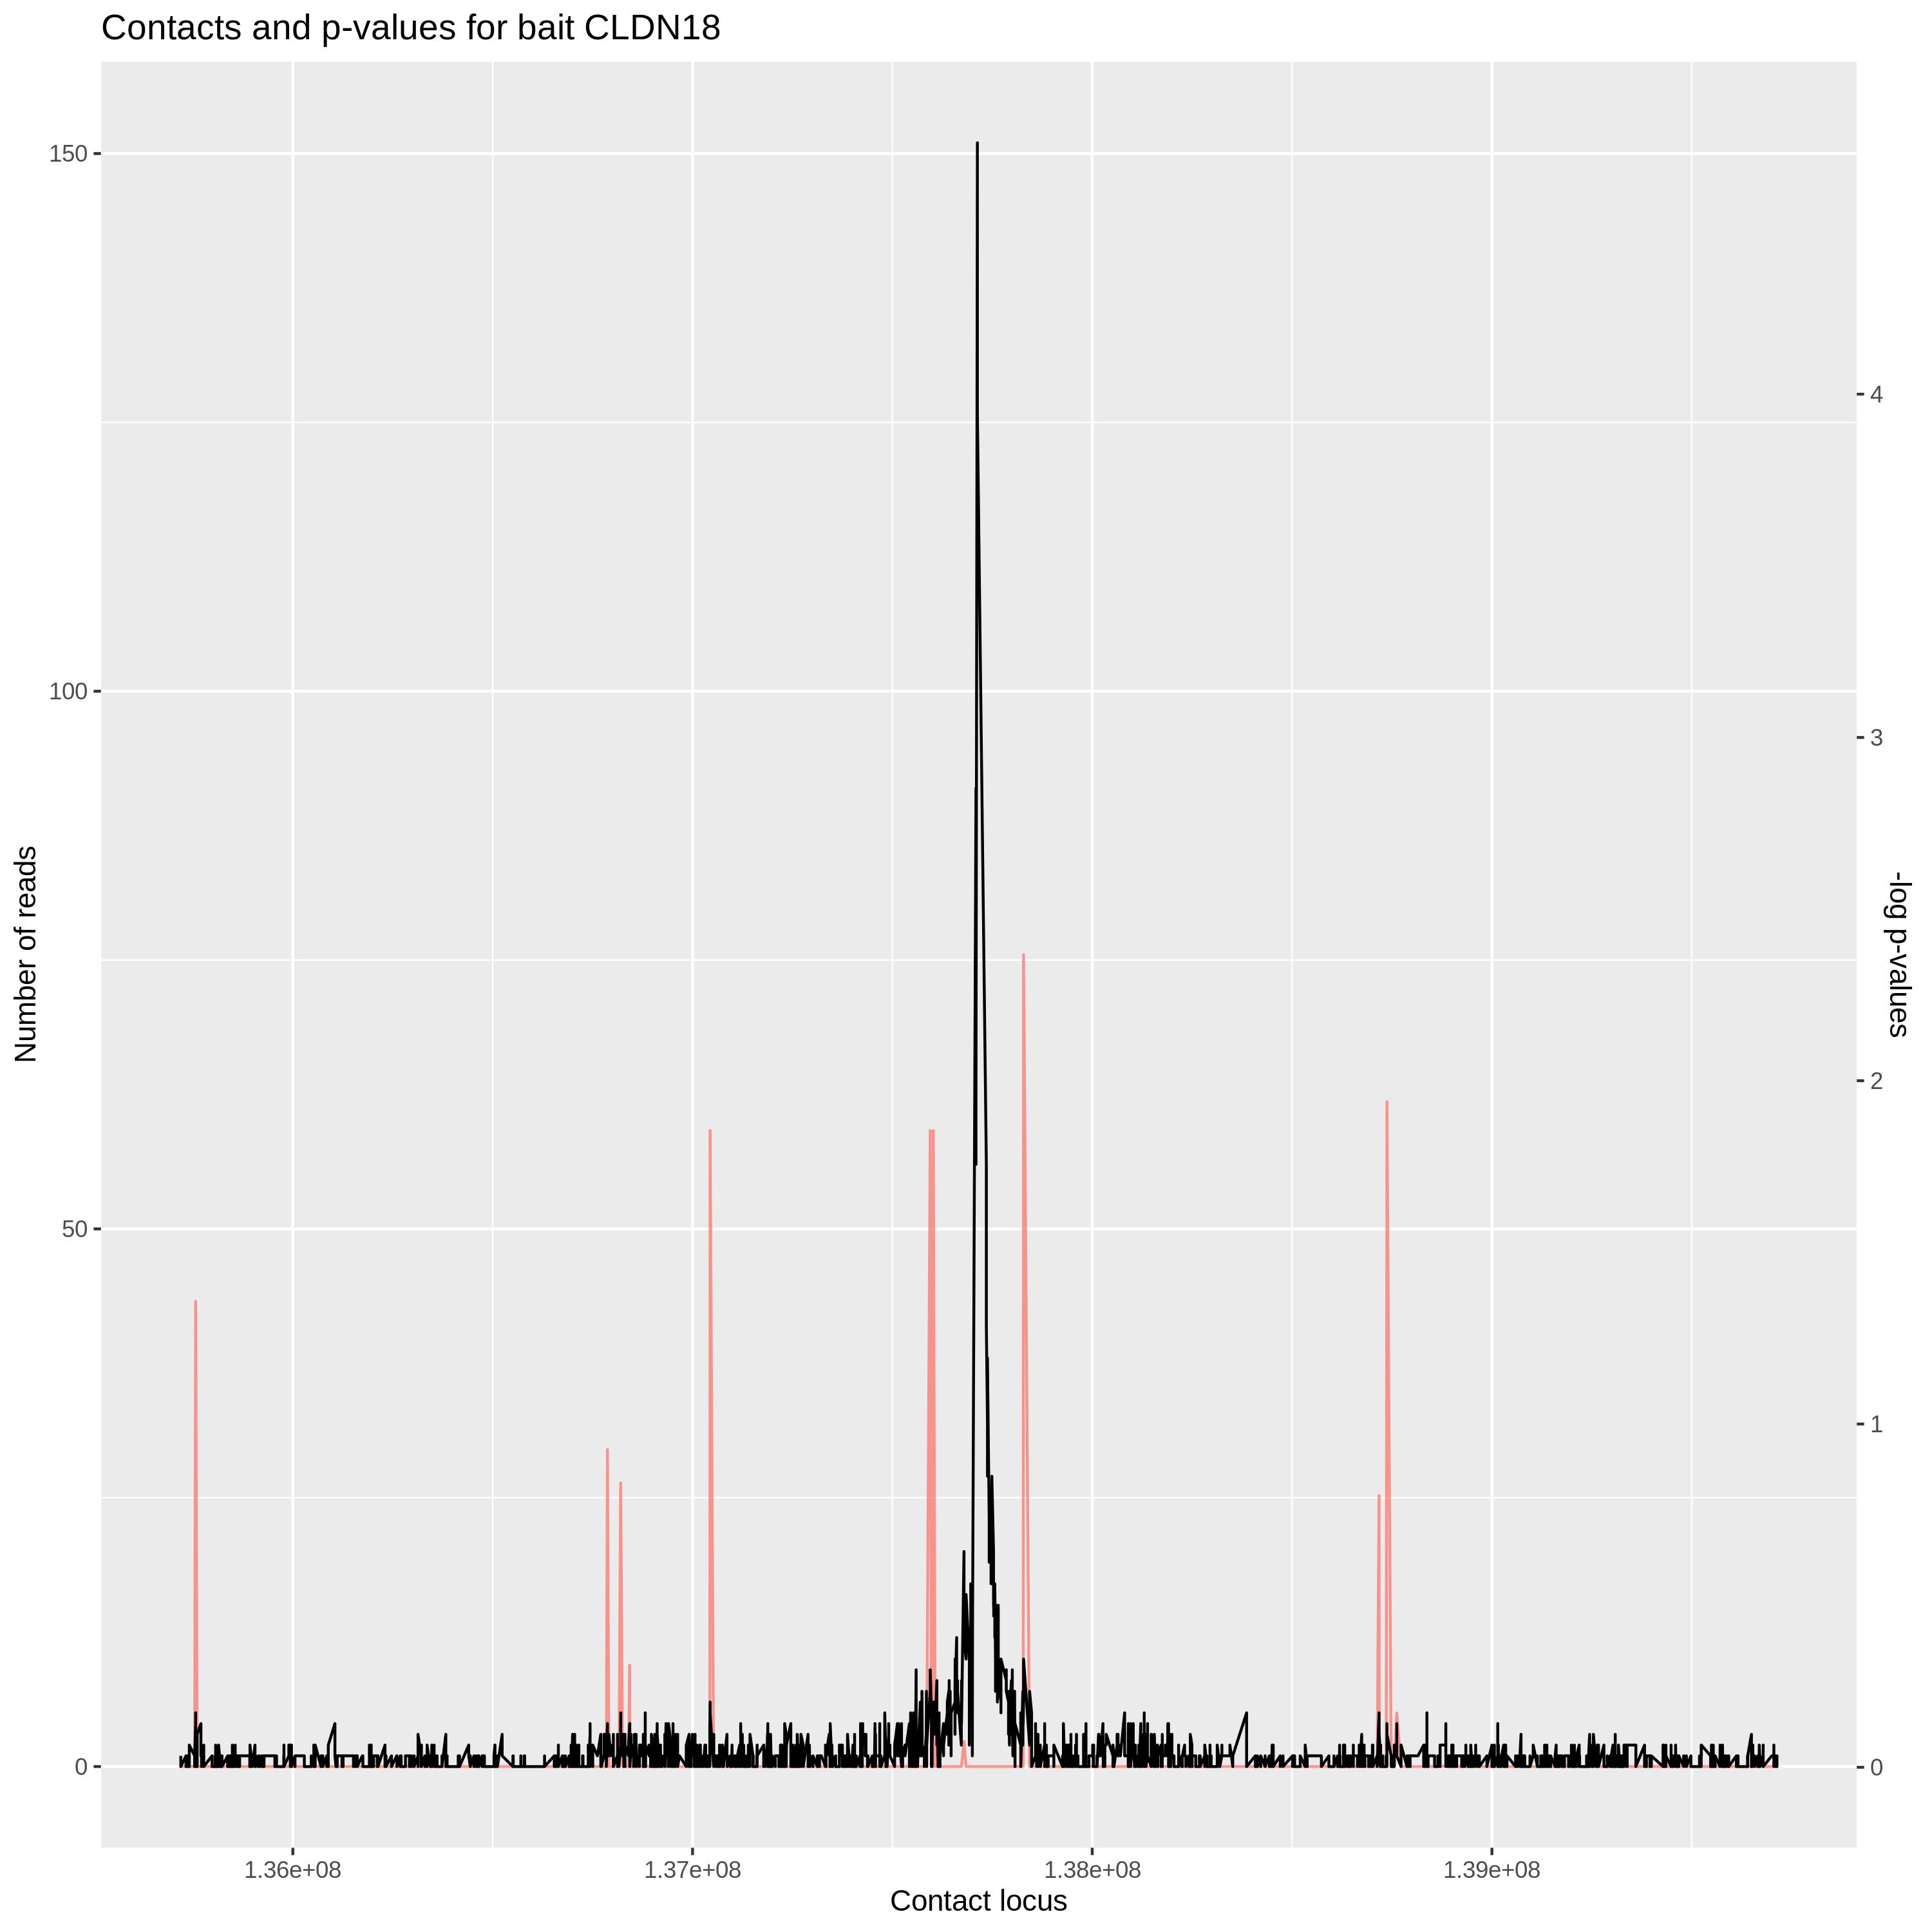 Contacts and p-values for bait CLDN18
150
100
50
0
Number of reads
4
3
2
1
0
-log p-values
1.36e+08
1.37e+08
1.38e+08
1.39e+08
Contact locus